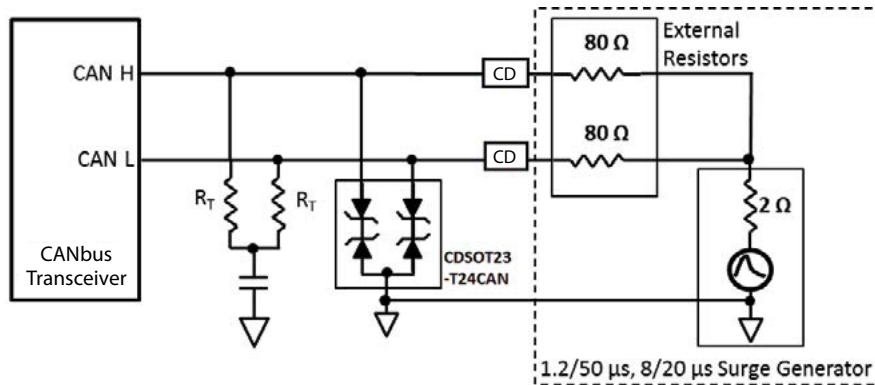 80 Ω
External
Resistors
CAN H
CD
80 Ω
CAN L
CD
R_T
R_T
2 Ω
CANbus
Transceiver
CDSOT23
-T24CAN
1.2/50 μs, 8/20 μs Surge Generator